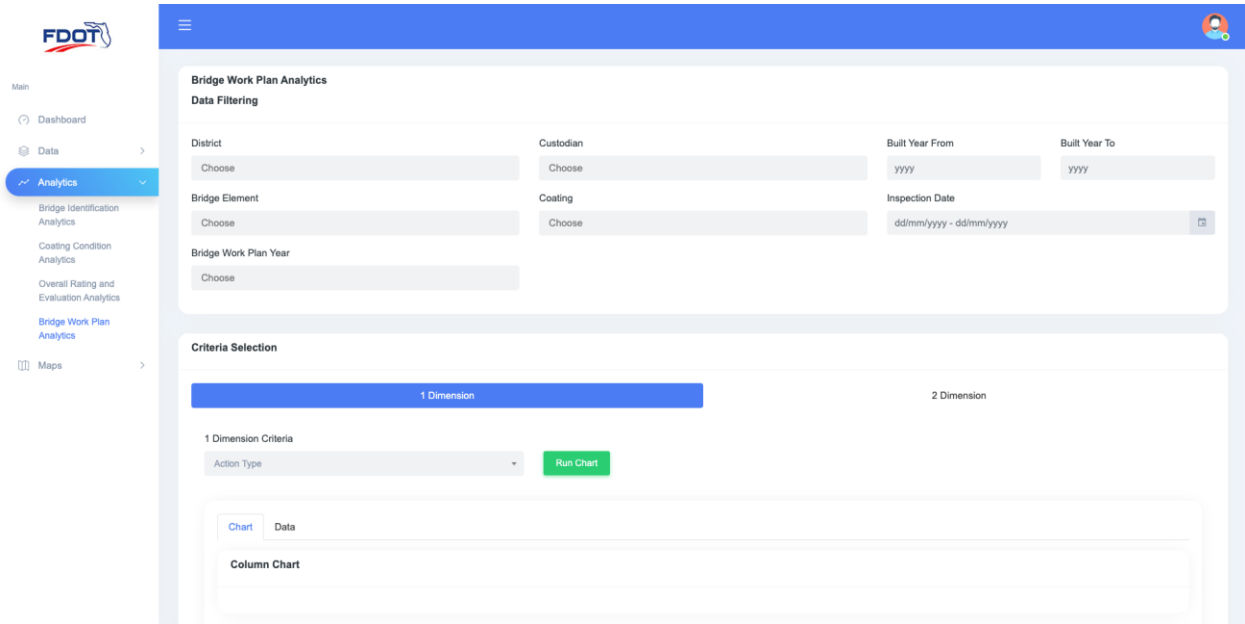 FDOT
Main
Dashboard
Data
Analytics
Bridge Identification
Analytics
Coating Condition
Analytics
Overall Rating and
Evaluation Analytics
Bridge Work Plan
Analytics
Maps
Bridge Work Plan Analytics
Data Filtering
District
Custodian
Built Year From
Built Year To
Choose
Choose
yyyy
yyyy
Bridge Element
Coating
Inspection Date
Choose
Choose
dd/mm/yyyy - dd/mm/yyyy
Bridge Work Plan Year
Choose
Criteria Selection
1 Dimension
2 Dimension
1 Dimension Criteria
Action Type
Run Chart
Chart
Data
Column Chart